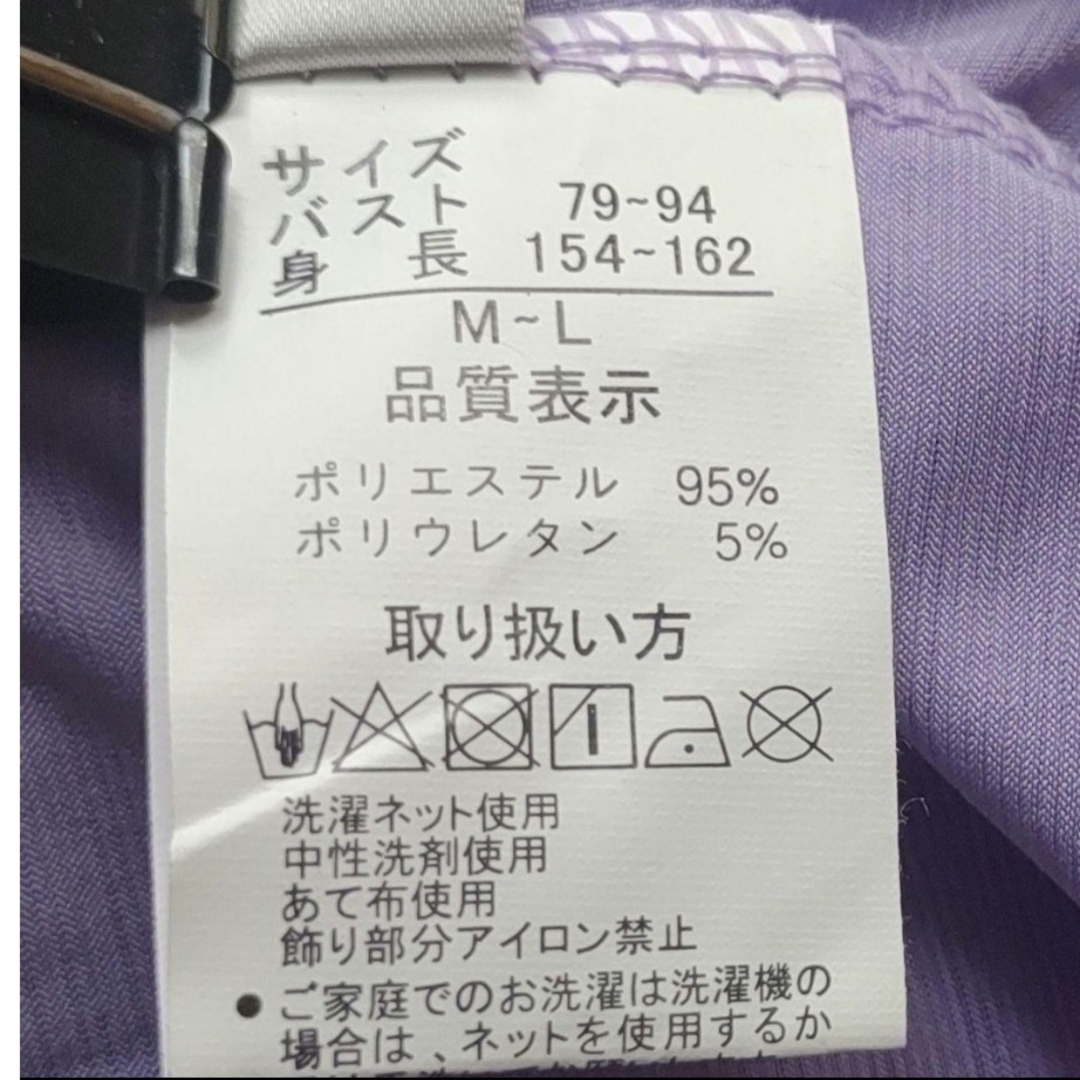 サイズ
バスト 79~94
身長 154~162
M~L
品質表示
ポリエステル 95%
ポリウレタン 5%
取り扱い方
洗濯ネット使用
中性洗剤使用
あて布使用
飾り部分アイロン禁止
●ご家庭でのお洗濯は洗濯機の
場合は、ネットを使用するか